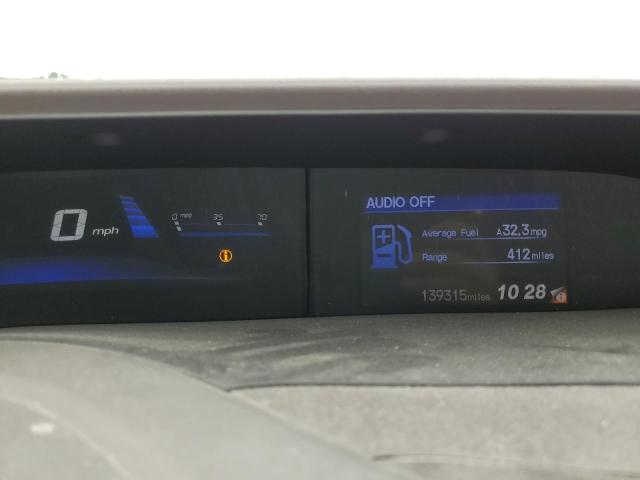 0 mph
0 mpg 35 70
AUDIO OFF
Average Fuel A 32.3 mpg
Range 412 miles
139315 miles 10 28